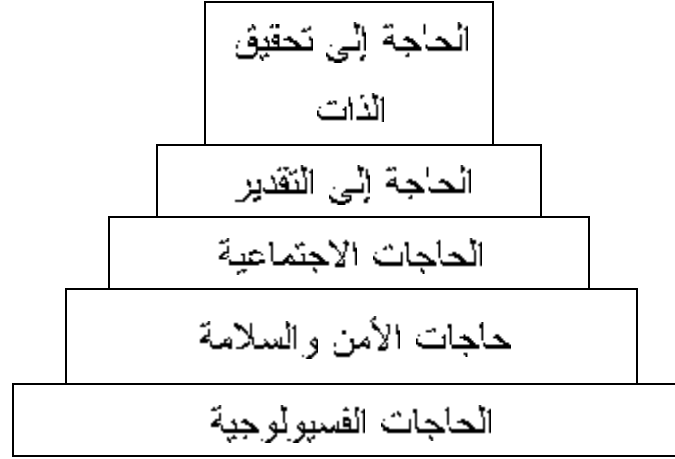 الحاجة إلى تحقيق
الذات
الحاجة إلى التقدير
الحاجات الاجتماعية
حاجات الأمن والسلامة
الحاجات الفسيولوجية